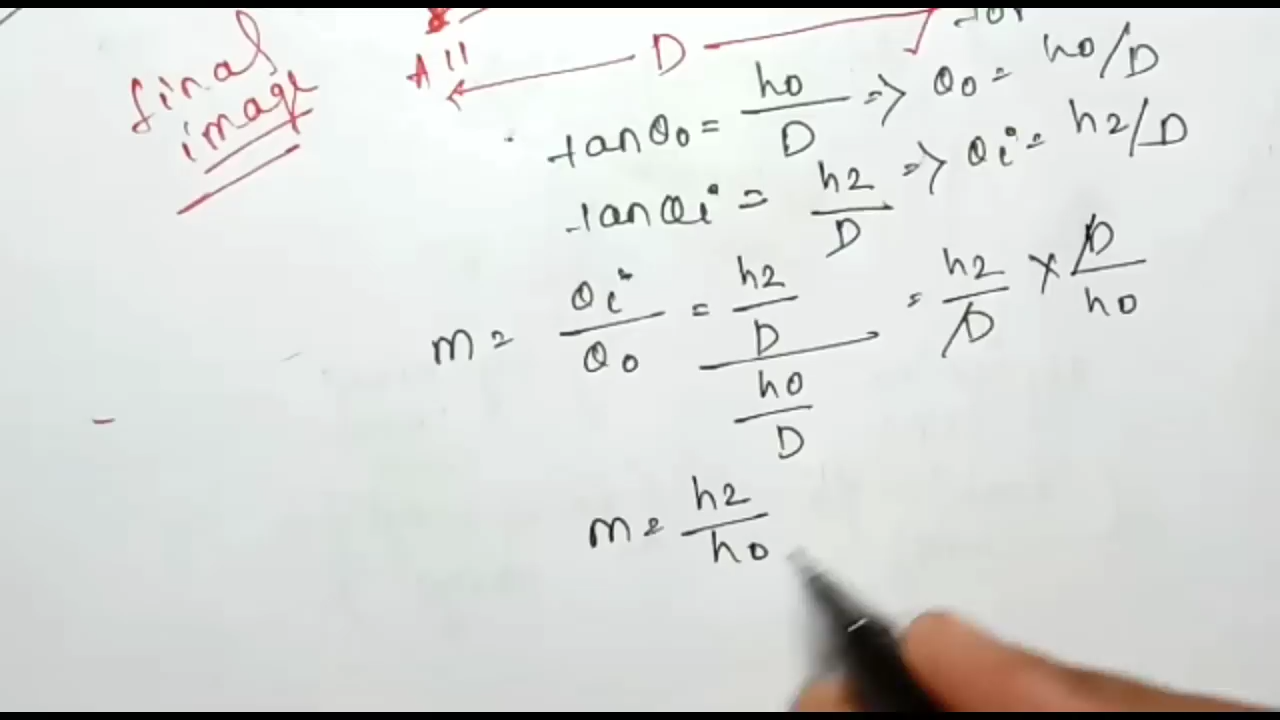 final
image
A" D
tanθ0 = h0/D => θ0 = h0/D
tanθi = h2/D => θi = h2/D
m = θi/θ0 = h2/D / h0/D = h2/D × D/h0
m = h2/h0